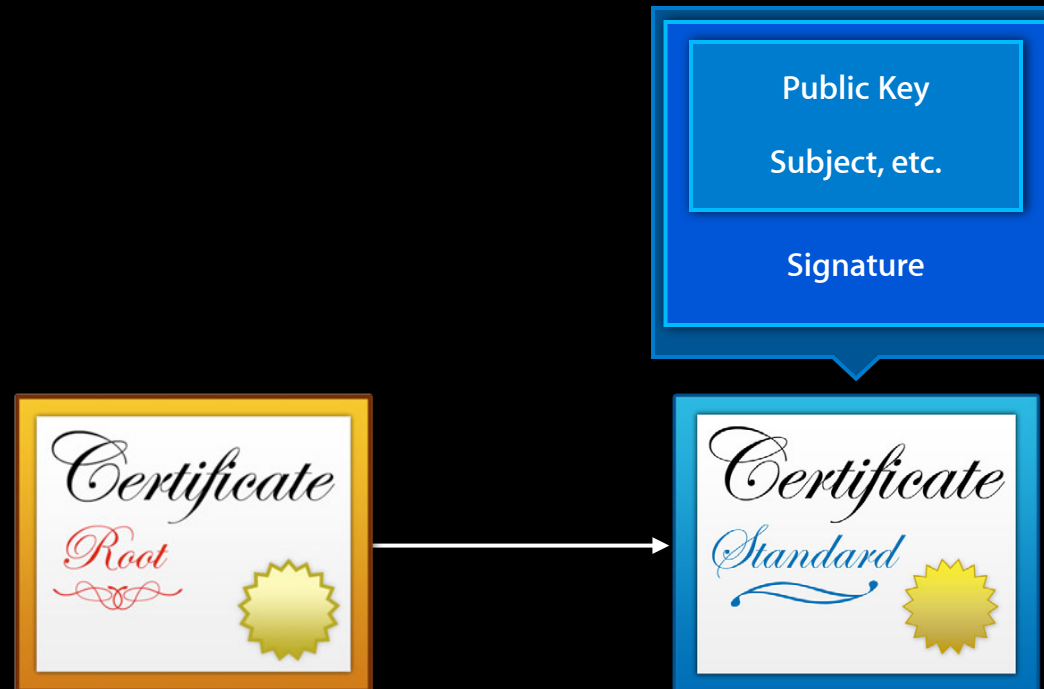 Public Key
Subject, etc.
Signature
Certificate
Root
Certificate
Standard